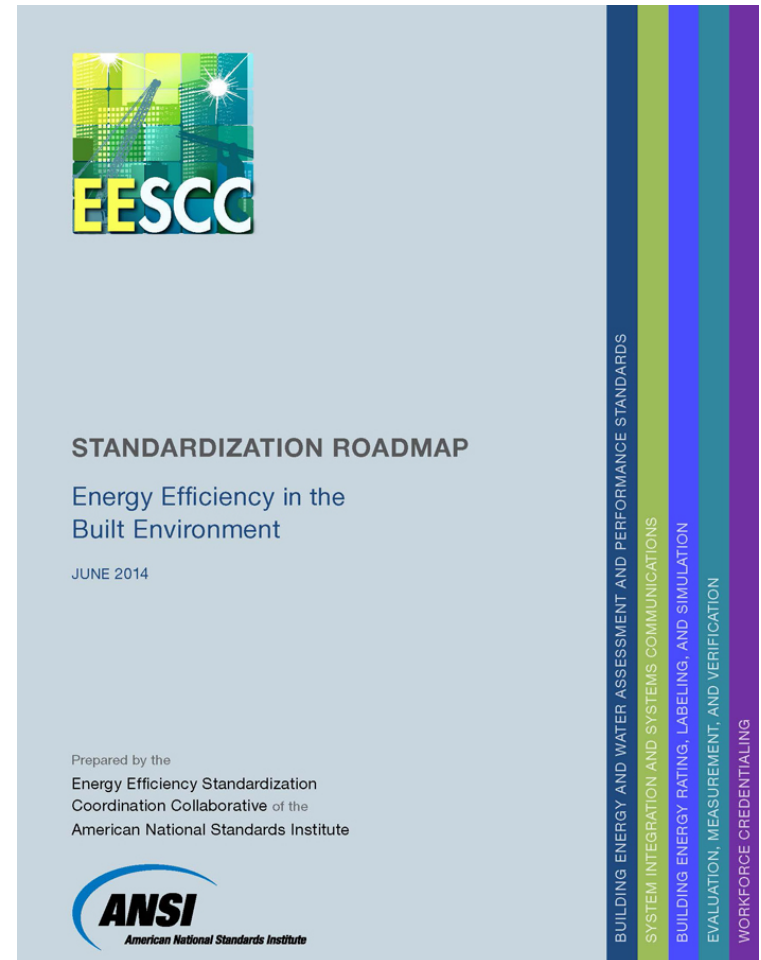 EESCC
STANDARDIZATION ROADMAP
Energy Efficiency in the
Built Environment
JUNE 2014
Prepared by the
Energy Efficiency Standardization
Coordination Collaborative of the
American National Standards Institute
ANSI
American National Standards Institute
BUILDING ENERGY AND WATER ASSESSMENT AND PERFORMANCE STANDARDS
SYSTEM INTEGRATION AND SYSTEMS COMMUNICATIONS
BUILDING ENERGY RATING, LABELING, AND SIMULATION
EVALUATION, MEASUREMENT, AND VERIFICATION
WORKFORCE CREDENTIALING